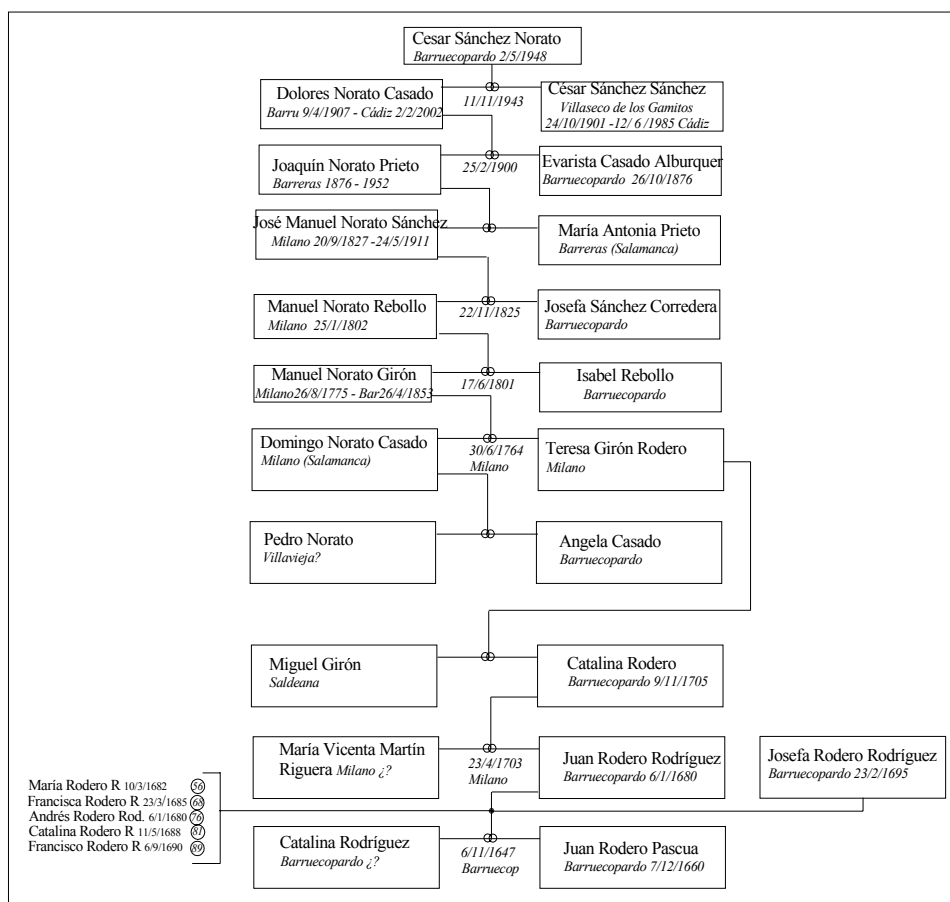 Cesar Sánchez Norato
Barruecopardo 2/5/1948
Dolores Norato Casado
Barru 9/4/1907 - Cádiz 2/2/2002
11/11/1943
César Sánchez Sánchez
Villaseco de los Gamitos
24/10/1901 -12/ 6 /1985 Cádiz
Joaquín Norato Prieto
Barreras 1876 - 1952
25/2/1900
Evarista Casado Alburquer
Barruecopardo 26/10/1876
José Manuel Norato Sánchez
Milano 20/9/1827 -24/5/1911
María Antonia Prieto
Barreras (Salamanca)
Manuel Norato Rebollo
Milano 25/1/1802
22/11/1825
Josefa Sánchez Corredera
Barruecopardo
Manuel Norato Girón
Milano26/8/1775 - Bar26/4/1853
17/6/1801
Isabel Rebollo
Barruecopardo
Domingo Norato Casado
Milano (Salamanca)
30/6/1764
Milano
Teresa Girón Rodero
Milano
Pedro Norato
Villavieja?
Angela Casado
Barruecopardo
Miguel Girón
Saldeana
Catalina Rodero
Barruecopardo 9/11/1705
María Vicenta Martín
Riguera Milano ¿?
23/4/1703
Milano
Juan Rodero Rodríguez
Barruecopardo 6/1/1680
Josefa Rodero Rodríguez
Barruecopardo 23/2/1695
María Rodero R 10/3/1682 56
Francisca Rodero R 23/3/1685 68
Andrés Rodero Rod. 6/1/1680 76
Catalina Rodero R 11/5/1688 81
Francisco Rodero R 6/9/1690 89
Catalina Rodríguez
Barruecopardo ¿?
6/11/1647
Barruecop
Juan Rodero Pascua
Barruecopardo 7/12/1660